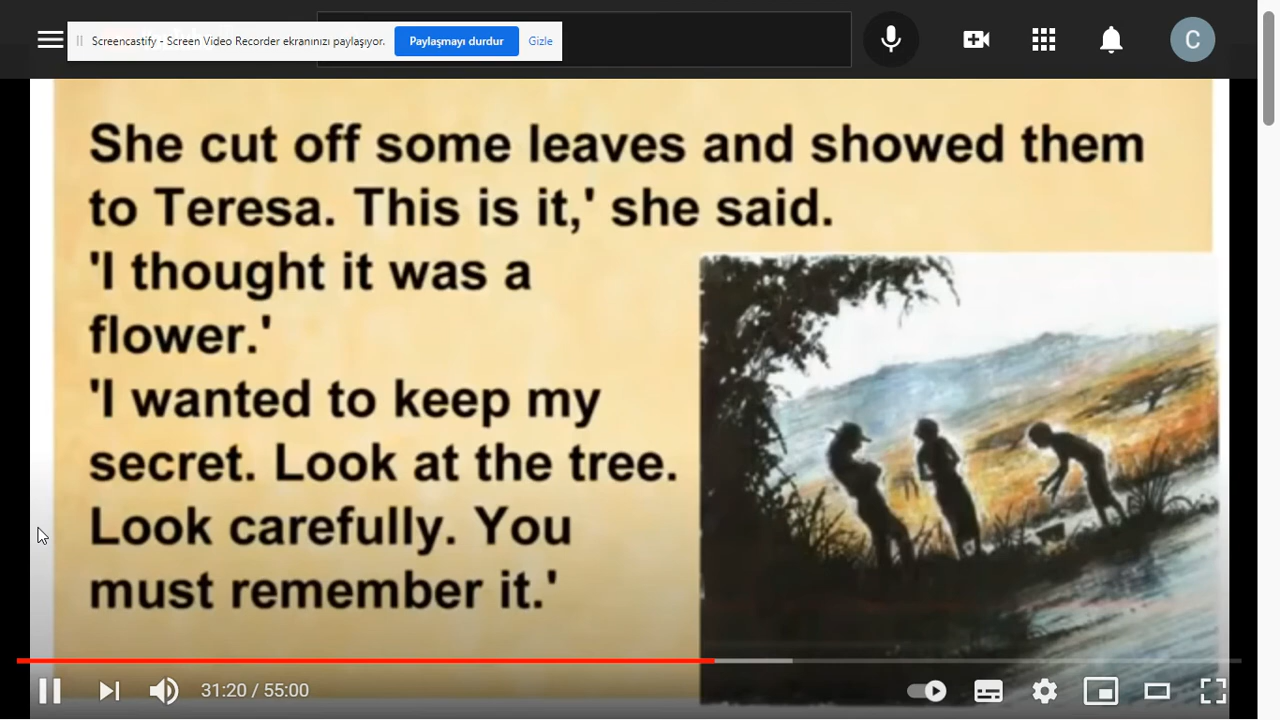 Screencastify - Screen Video Recorder ekranınızı paylaşıyor. Paylaşmayı durdur Gizle
C
She cut off some leaves and showed them
to Teresa. This is it,' she said.
'I thought it was a
flower.'
'I wanted to keep my
secret. Look at the tree.
Look carefully. You
must remember it.'
31:20 / 55:00